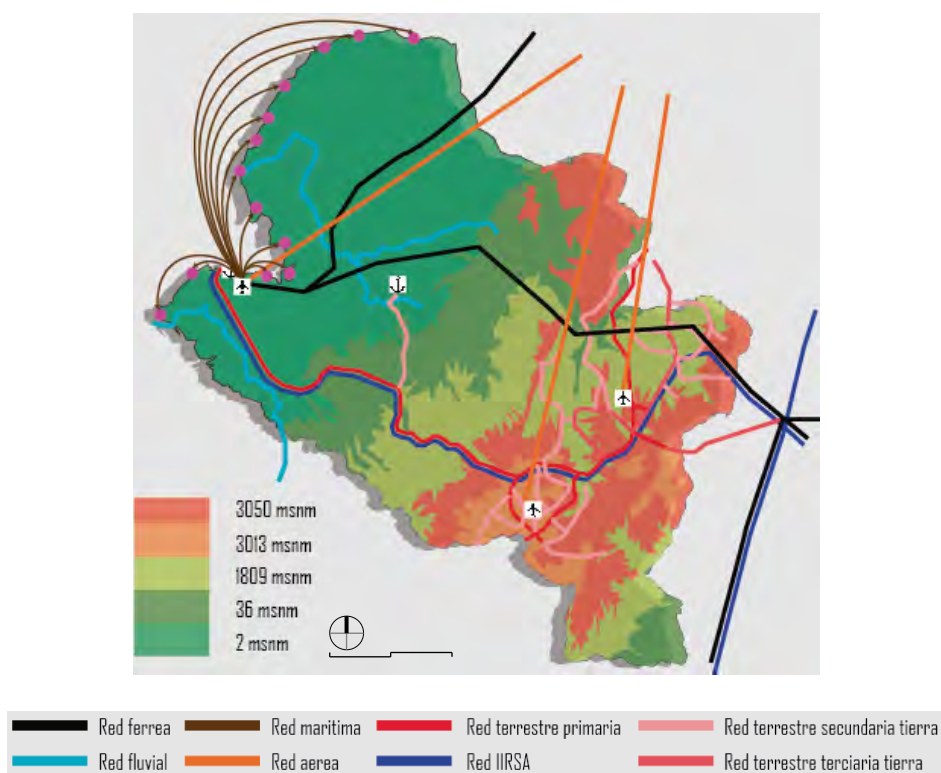 3050 msnm
3013 msnm
1809 msnm
36 msnm
2 msnm
Red ferrea
Red maritima
Red terrestre primaria
Red terrestre secundaria tierra
Red fluvial
Red aerea
Red IIRSA
Red terrestre terciaria tierra